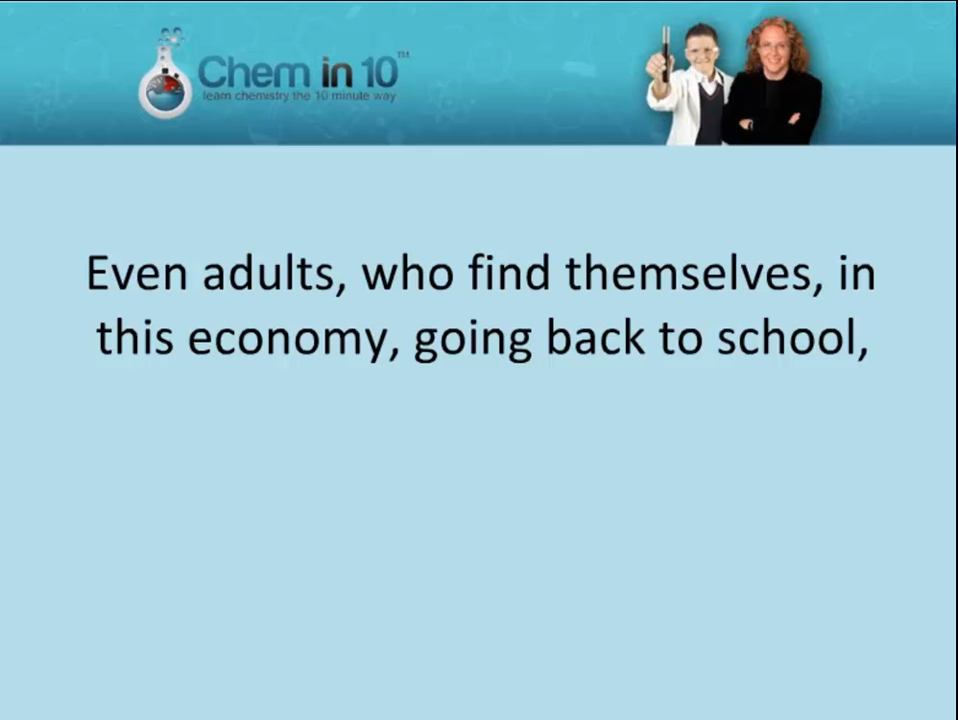 Chem in 10™
learn chemistry the 10 minute way
Even adults, who find themselves, in
this economy, going back to school,